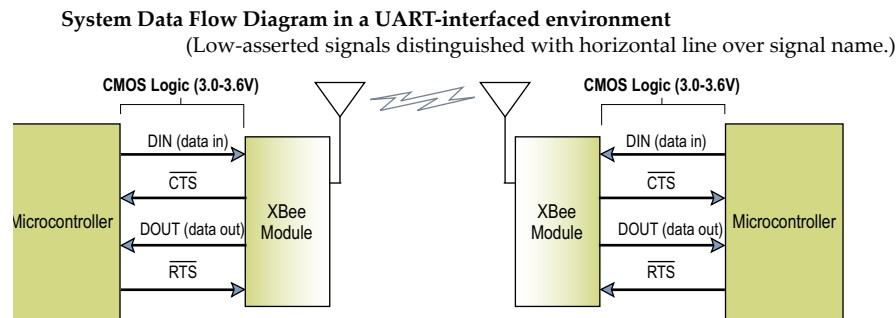 System Data Flow Diagram in a UART-interfaced environment
(Low-asserted signals distinguished with horizontal line over signal name.)
CMOS Logic (3.0-3.6V)
CMOS Logic (3.0-3.6V)
DIN (data in)
CTS
DOUT (data out)
RTS
Microcontroller
XBee
Module
DIN (data in)
CTS
DOUT (data out)
RTS
XBee
Module
Microcontroller